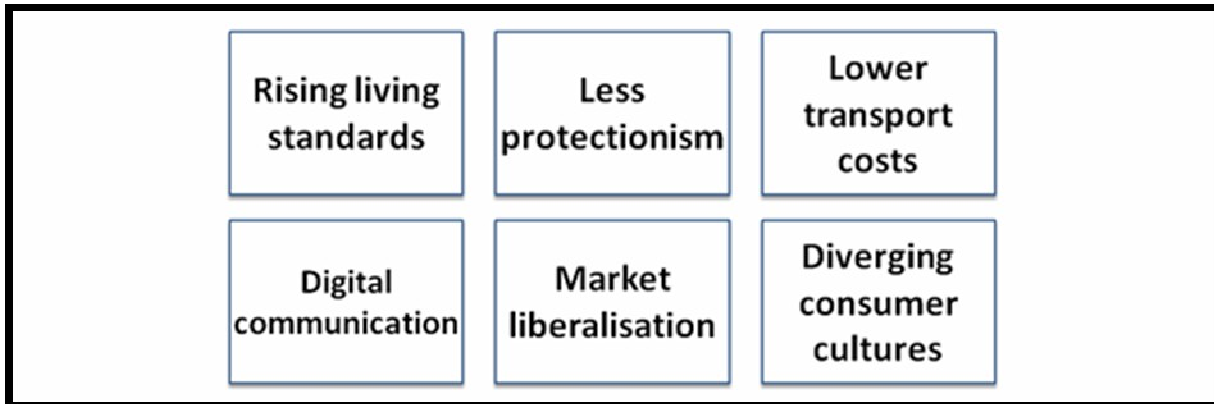 Rising living
standards
Less
protectionism
Lower
transport
costs
Digital
communication
Market
liberalisation
Diverging
consumer
cultures